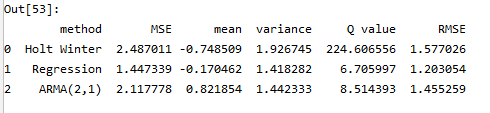 Out[53]:
method MSE mean variance Q value RMSE
0 Holt Winter 2.487011 -0.748509 1.926745 224.606556 1.577026
1 Regression 1.447339 -0.170462 1.418282 6.705997 1.203054
2 ARMA(2,1) 2.117778 0.821854 1.442333 8.514393 1.455259